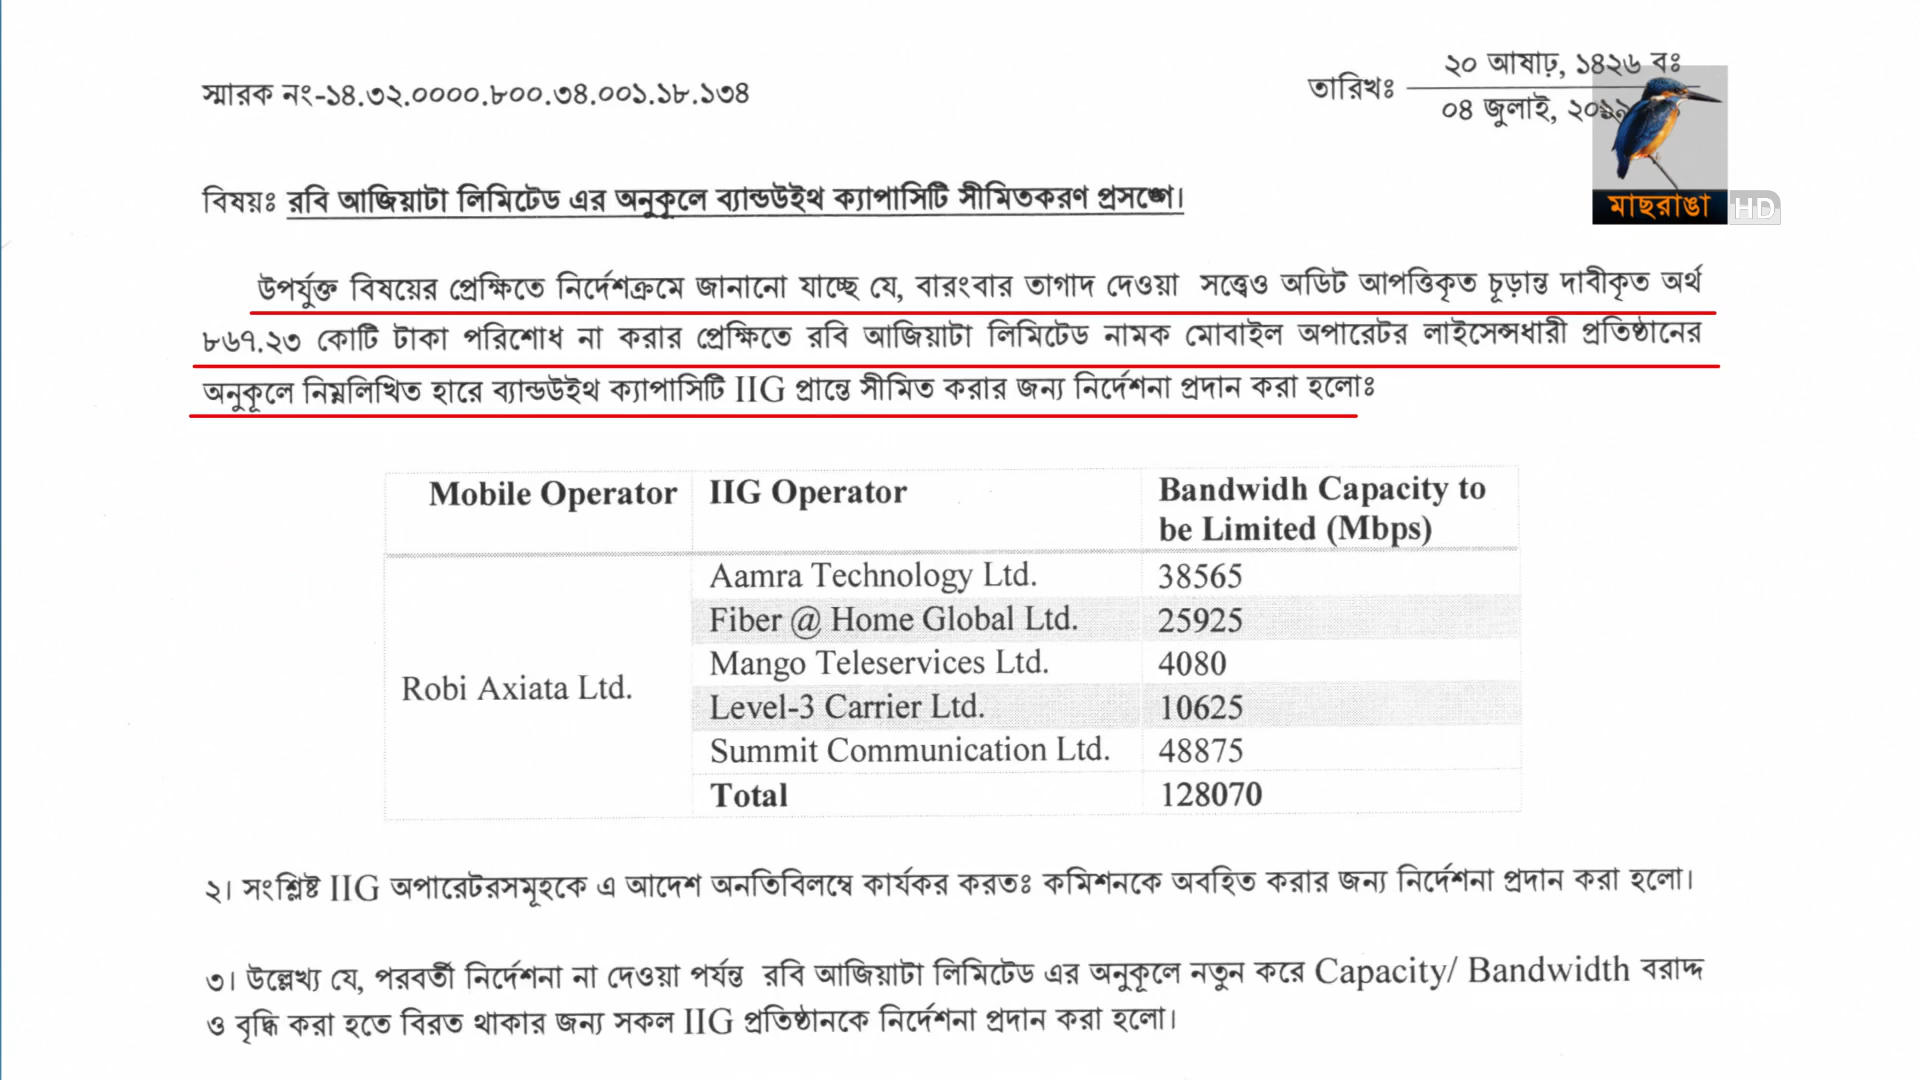 ২০ আষাঢ়, ১৪২৬ বঃ
স্মারক নং-১৪.৩২.০০০০.৮০০.৩৪.০০১.১৮.১৩৪
তারিখঃ
০৪ জুলাই,
বিষয়ঃ রবি আজিয়াটা লিমিটেড এর অনুকূলে ব্যান্ডউইথ ক্যাপাসিটি সীমিতকরণ প্রসঙ্গে।
মাছরাঙা HD
উপর্যুক্ত বিষয়ের প্রেক্ষিতে নির্দেশক্রমে জানানো যাচ্ছে যে, বারংবার তাগাদ দেওয়া সত্ত্বেও অডিট আপত্তিকৃত চূড়ান্ত দাবীকৃত অর্থ
৮৬৭.২৩ কোটি টাকা পরিশোধ না করার প্রেক্ষিতে রবি আজিয়াটা লিমিটেড নামক মোবাইল অপারেটর লাইসেন্সধারী প্রতিষ্ঠানের
অনুকূলে নিম্নলিখিত হারে ব্যান্ডউইথ ক্যাপাসিটি IIG প্রান্তে সীমিত করার জন্য নির্দেশনা প্রদান করা হলোঃ
Mobile Operator IIG Operator Bandwidh Capacity to
be Limited (Mbps)
Aamra Technology Ltd. 38565
Fiber @ Home Global Ltd. 25925
Mango Teleservices Ltd. 4080
Robi Axiata Ltd.
Level-3 Carrier Ltd. 10625
Summit Communication Ltd. 48875
Total 128070
২। সংশ্লিষ্ট IIG অপারেটরসমূহকে এ আদেশ অনতিবিলম্বে কার্যকর করতঃ কমিশনকে অবহিত করার জন্য নির্দেশনা প্রদান করা হলো।
৩। উল্লেখ্য যে, পরবর্তী নির্দেশনা না দেওয়া পর্যন্ত রবি আজিয়াটা লিমিটেড এর অনুকূলে নতুন করে Capacity/ Bandwidth বরাদ্দ
ও বৃদ্ধি করা হতে বিরত থাকার জন্য সকল IIG প্রতিষ্ঠানকে নির্দেশনা প্রদান করা হলো।